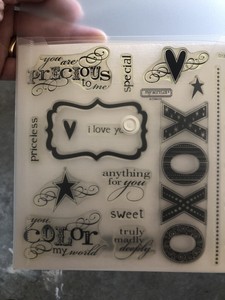 you are
PRECIOUS
to me
special
priceless
i love yo
XOXO
anything
for you
sweet
you
COLOR
my world
truly
madly
deeply